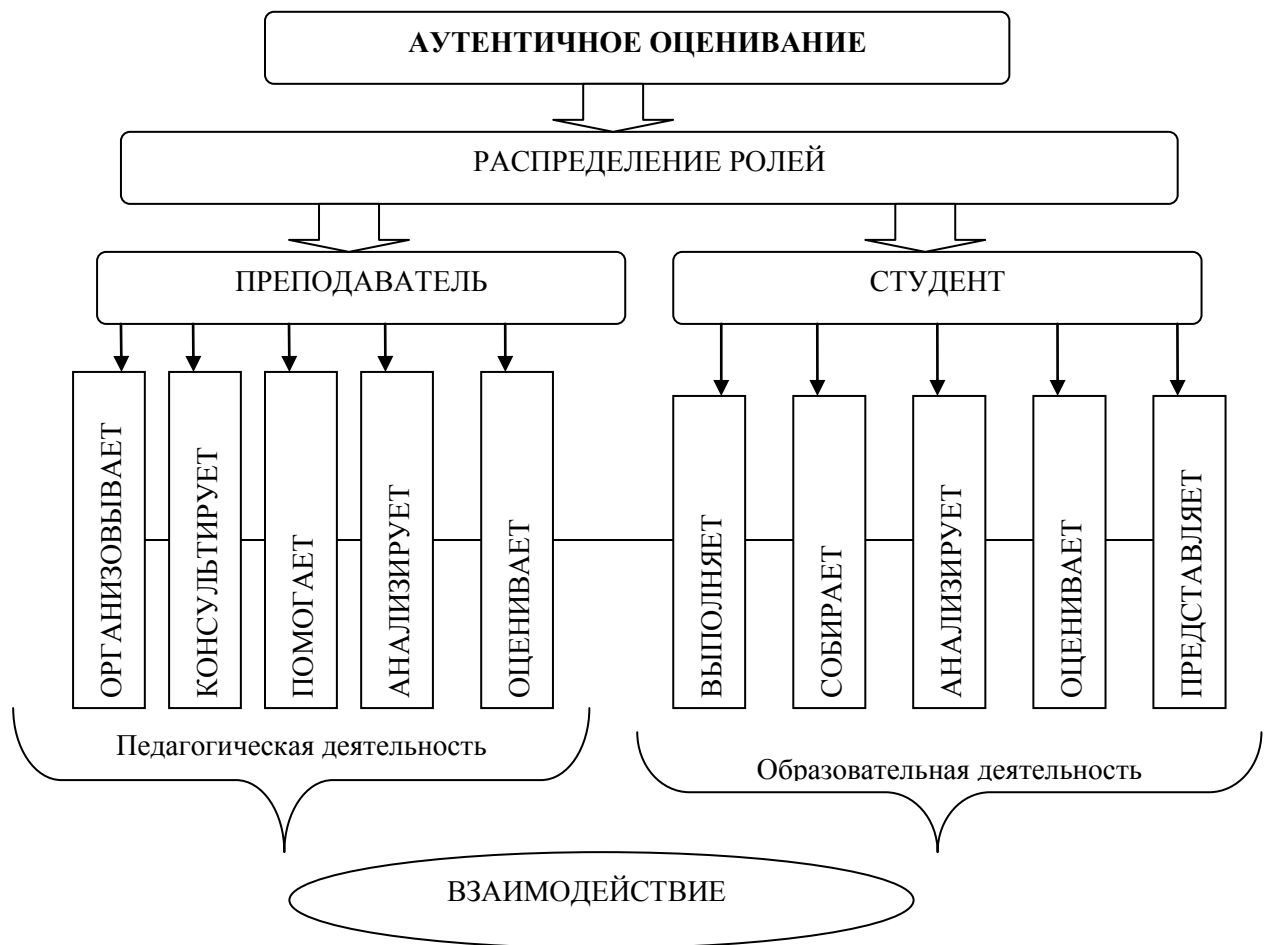 АУТЕНТИЧНОЕ ОЦЕНИВАНИЕ
РАСПРЕДЕЛЕНИЕ РОЛЕЙ
ПРЕПОДАВАТЕЛЬ
СТУДЕНТ
ОРГАНИЗОВЫВАЕТ
КОНСУЛЬТИРУЕТ
ПОМОГАЕТ
АНАЛИЗИРУЕТ
ОЦЕНИВАЕТ
ВЫПОЛНЯЕТ
СОБИРАЕТ
АНАЛИЗИРУЕТ
ОЦЕНИВАЕТ
ПРЕДСТАВЛЯЕТ
Педагогическая деятельность
Образовательная деятельность
ВЗАИМОДЕЙСТВИЕ